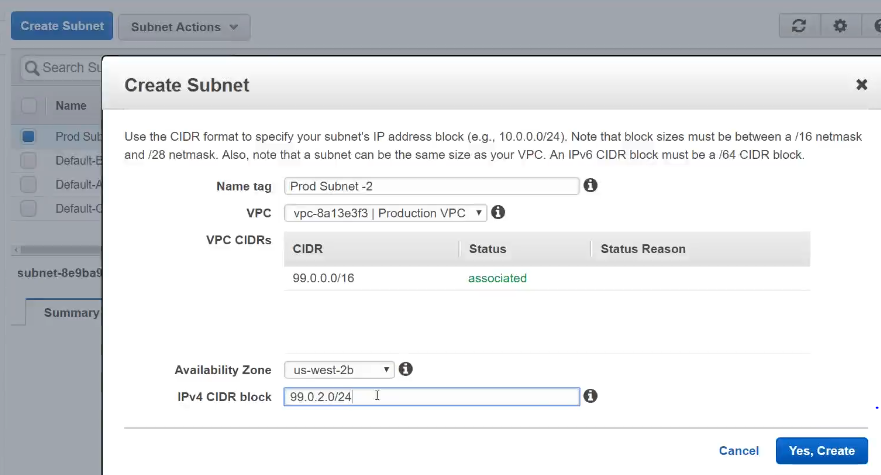 Create Subnet
Subnet Actions
Search Su
Name
Prod Sub
Default-B
Default-A
Default-C
subnet-8e9ba9
Summary
Create Subnet
Use the CIDR format to specify your subnet's IP address block (e.g., 10.0.0.0/24). Note that block sizes must be between a /16 netmask
and /28 netmask. Also, note that a subnet can be the same size as your VPC. An IPv6 CIDR block must be a /64 CIDR block.
Name tag Prod Subnet -2
VPC vpc-8a13e3f3 | Production VPC
VPC CIDRs
CIDR Status Status Reason
99.0.0.0/16 associated
Availability Zone us-west-2b
IPv4 CIDR block 99.0.2.0/24
Cancel Yes, Create